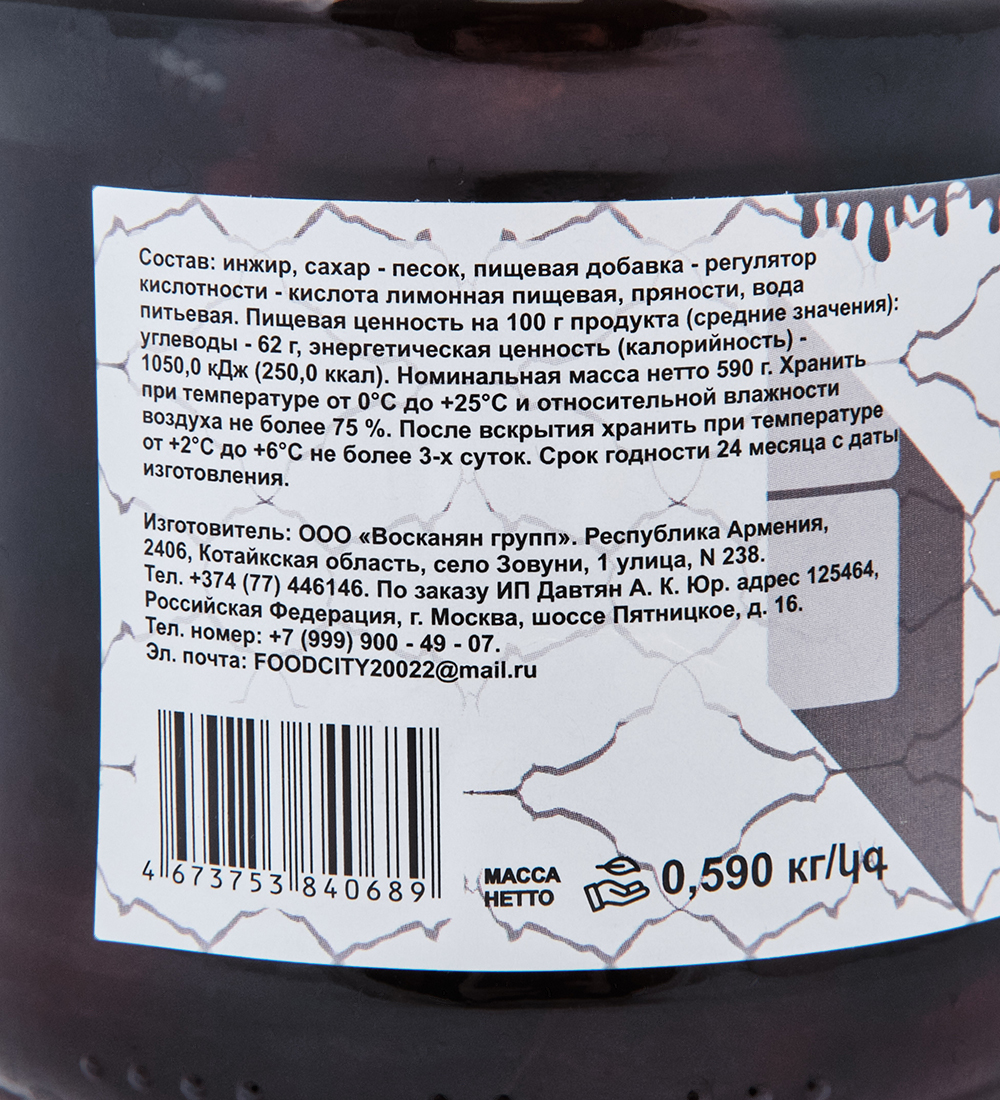 Состав: инжир, сахар - песок, пищевая добавка - регулятор
кислотности - кислота лимонная пищевая, пряности, вода
питьевая. Пищевая ценность на 100 г продукта (средние значения):
углеводы - 62 г, энергетическая ценность (калорийность) -
1050,0 кДж (250,0 ккал). Номинальная масса нетто 590 г. Хранить
при температуре от 0°С до +25°С и относительной влажности
воздуха не более 75 %. После вскрытия хранить при температуре
от +2°С до +6°С не более 3-х суток. Срок годности 24 месяца с даты
изготовления.
Изготовитель: ООО «Восканян групп». Республика Армения,
2406, Котайкская область, село Зовуни, 1 улица, N 238.
Тел. +374 (77) 446146. По заказу ИП Давтян А. К. Юр. адрес 125464,
Российская Федерация, г. Москва, шоссе Пятницкое, д. 16.
Тел. номер: +7 (999) 900 - 49 - 07.
Эл. почта: FOODCITY20022@mail.ru
4 673753 840689
МАССА
НЕТТО
0,590 кг/կգ